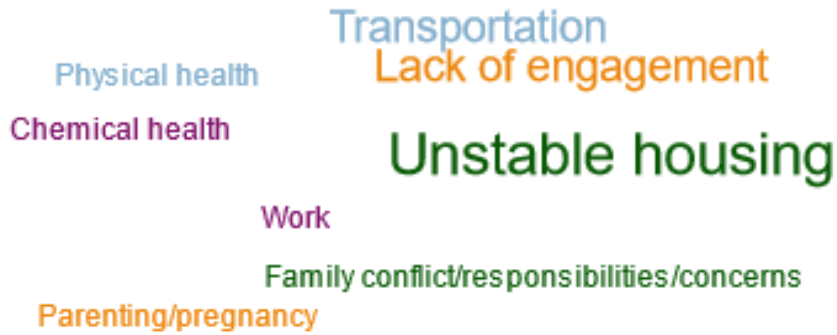 Transportation
Lack of engagement
Physical health
Chemical health
Unstable housing
Work
Family conflict/responsibilities/concerns
Parenting/pregnancy